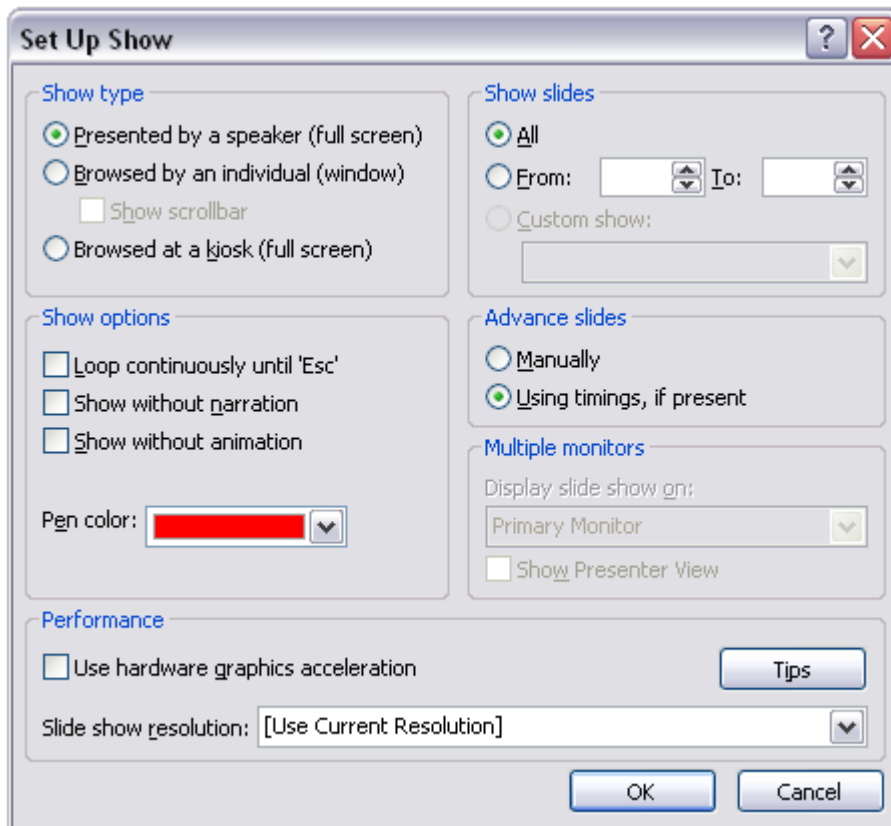 Set Up Show
Show type
Presented by a speaker (full screen)
Browsed by an individual (window)
Show scrollbar
Browsed at a kiosk (full screen)
Show slides
All
From: To:
Custom show:
Show options
Loop continuously until 'Esc'
Show without narration
Show without animation
Pen color:
Advance slides
Manually
Using timings, if present
Multiple monitors
Display slide show on:
Primary Monitor
Show Presenter View
Performance
Use hardware graphics acceleration
Tips
Slide show resolution: [Use Current Resolution]
OK Cancel